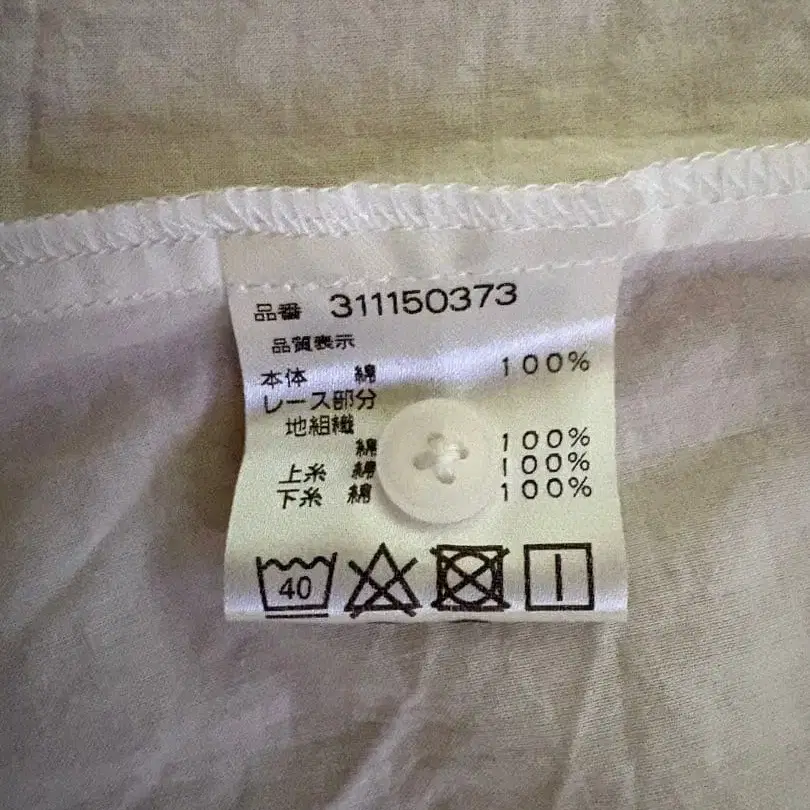 品番 311150373
品質表示
本体 綿 100%
レース部分
地組織
綿 100%
上糸 綿 100%
下糸 綿 100%
40